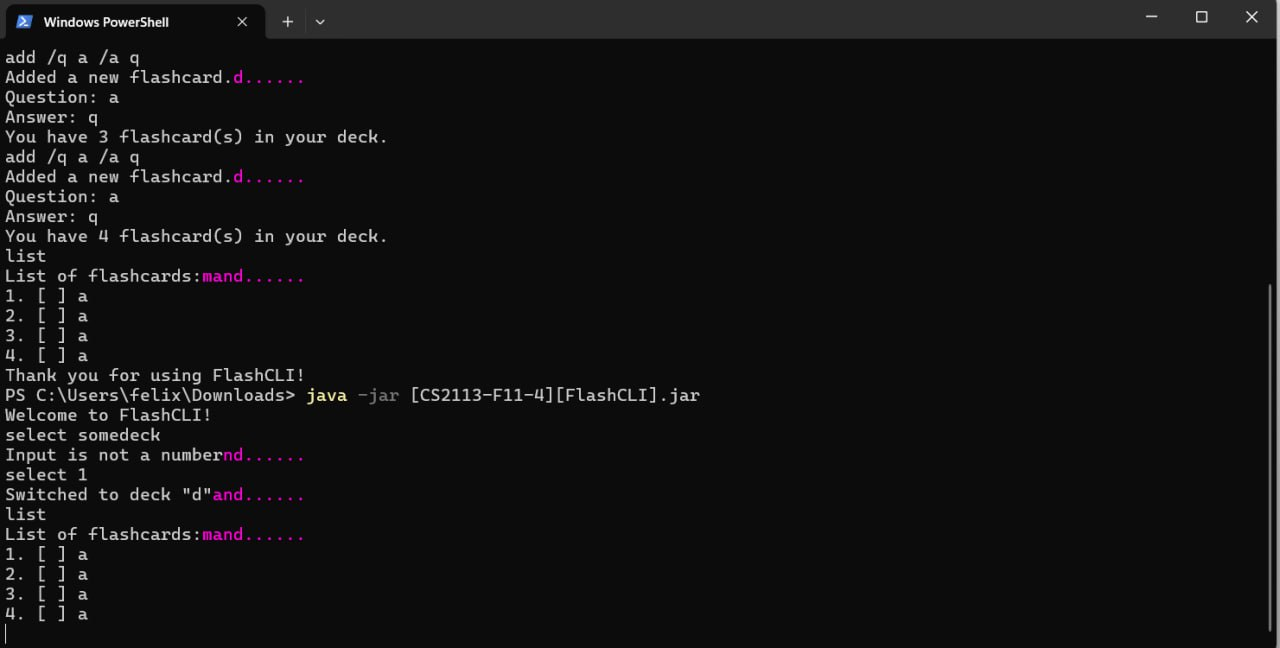 Windows PowerShell
add /q a /a q
Added a new flashcard.d......
Question: a
Answer: q
You have 3 flashcard(s) in your deck.
add /q a /a q
Added a new flashcard.d......
Question: a
Answer: q
You have 4 flashcard(s) in your deck.
list
List of flashcards:mand......
1. [ ] a
2. [ ] a
3. [ ] a
4. [ ] a
Thank you for using FlashCLI!
PS C:\Users\felix\Downloads> java -jar [CS2113-F11-4][FlashCLI].jar
Welcome to FlashCLI!
select somedeck
Input is not a numbernd......
select 1
Switched to deck "d"and......
list
List of flashcards:mand......
1. [ ] a
2. [ ] a
3. [ ] a
4. [ ] a